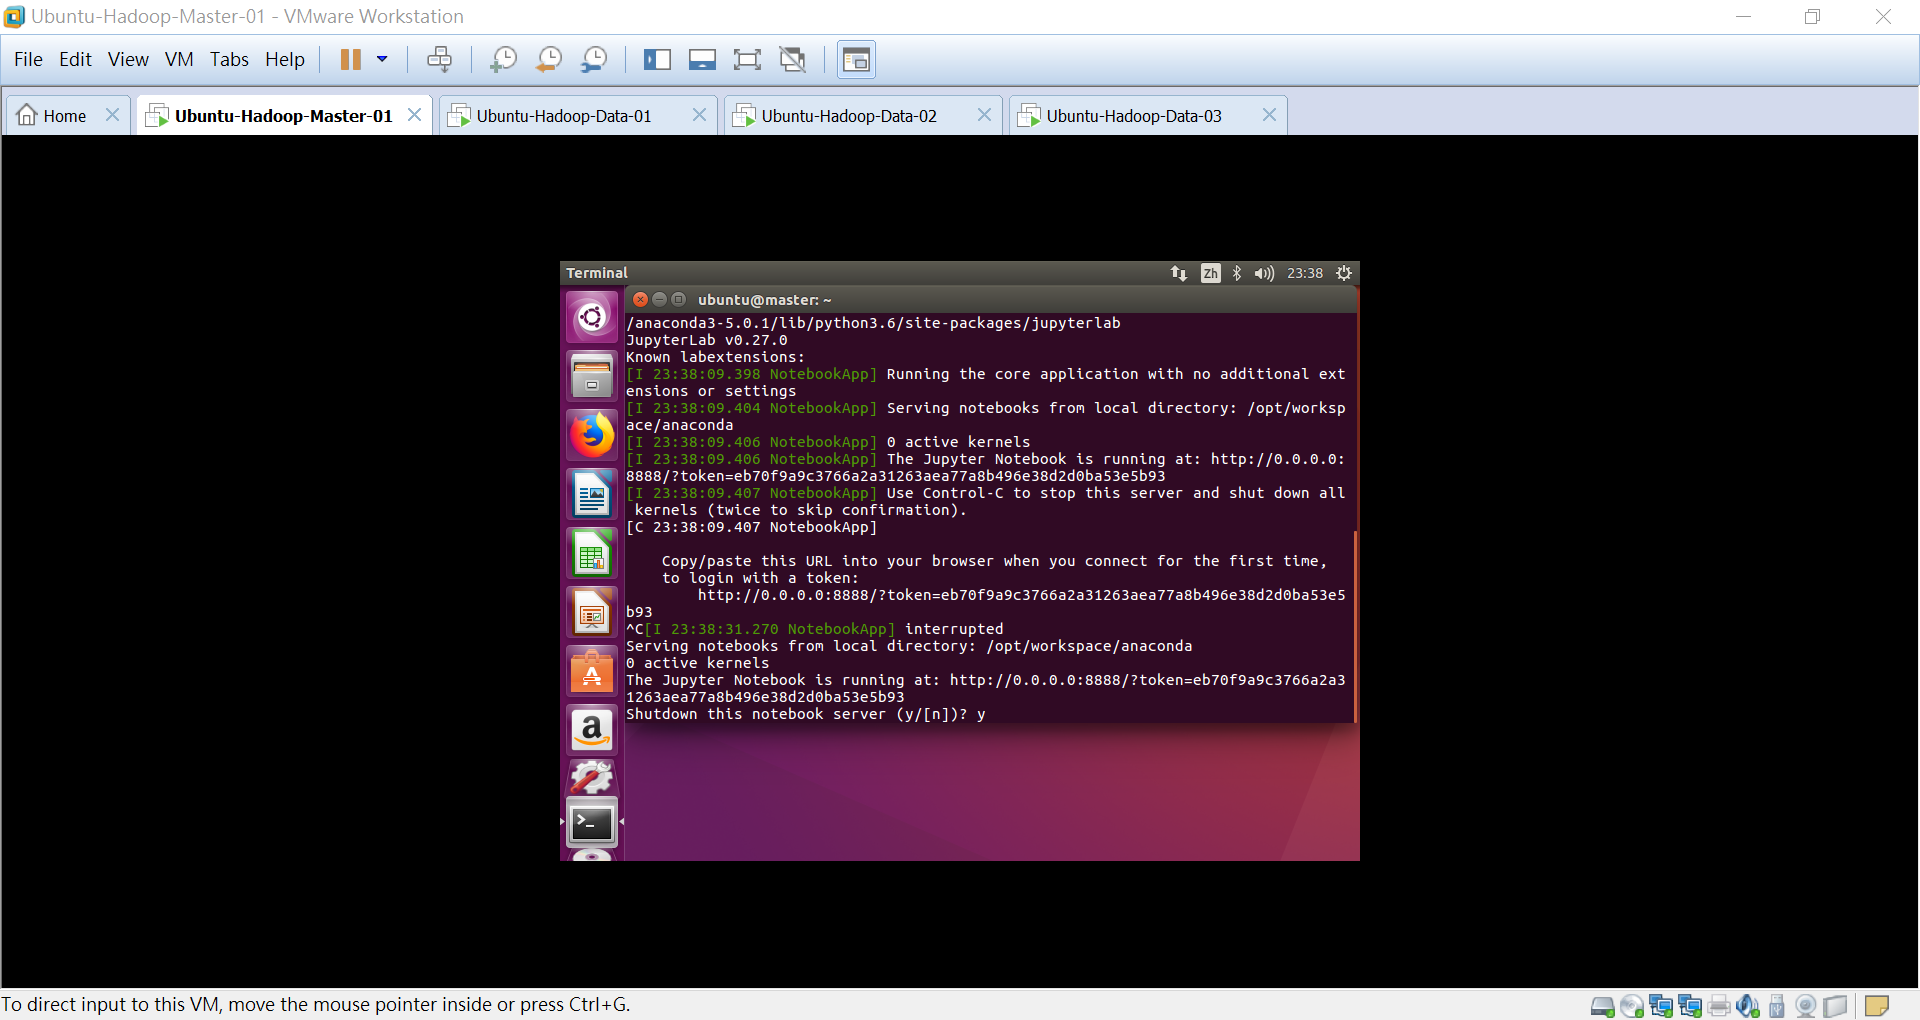 Ubuntu-Hadoop-Master-01 - VMware Workstation
File Edit View VM Tabs Help
Home Ubuntu-Hadoop-Master-01 Ubuntu-Hadoop-Data-01 Ubuntu-Hadoop-Data-02 Ubuntu-Hadoop-Data-03
Terminal Zh 23:38
ubuntu@master: ~
/anaconda3-5.0.1/lib/python3.6/site-packages/jupyterlab
JupyterLab v0.27.0
Known labextensions:
[I 23:38:09.398 NotebookApp] Running the core application with no additional ext
ensions or settings
[I 23:38:09.404 NotebookApp] Serving notebooks from local directory: /opt/worksp
ace/anaconda
[I 23:38:09.406 NotebookApp] 0 active kernels
[I 23:38:09.406 NotebookApp] The Jupyter Notebook is running at: http://0.0.0.0:
8888/?token=eb70f9a9c3766a2a31263aea77a8b496e38d2d0ba53e5b93
[I 23:38:09.407 NotebookApp] Use Control-C to stop this server and shut down all
 kernels (twice to skip confirmation).
[C 23:38:09.407 NotebookApp]
Copy/paste this URL into your browser when you connect for the first time,
to login with a token:
http://0.0.0.0:8888/?token=eb70f9a9c3766a2a31263aea77a8b496e38d2d0ba53e5
b93
^C[I 23:38:31.270 NotebookApp] interrupted
Serving notebooks from local directory: /opt/workspace/anaconda
0 active kernels
The Jupyter Notebook is running at: http://0.0.0.0:8888/?token=eb70f9a9c3766a2a3
1263aea77a8b496e38d2d0ba53e5b93
Shutdown this notebook server (y/[n])? y
To direct input to this VM, move the mouse pointer inside or press Ctrl+G.